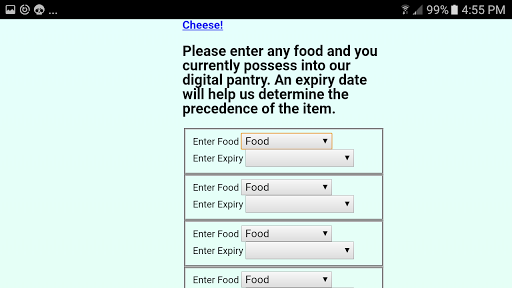 ... 99% 4:55 PM
Cheese!
Please enter any food and you
currently possess into our
digital pantry. An expiry date
will help us determine the
precedence of the item.
Enter Food Food
Enter Expiry
Enter Food Food
Enter Expiry
Enter Food Food
Enter Expiry
Enter Food Food